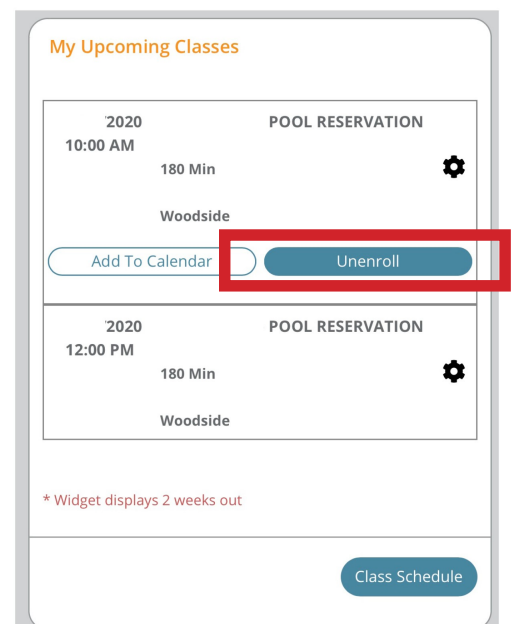 My Upcoming Classes
'2020 POOL RESERVATION
10:00 AM
180 Min
Woodside
Add To Calendar Unenroll
'2020 POOL RESERVATION
12:00 PM
180 Min
Woodside
* Widget displays 2 weeks out
Class Schedule